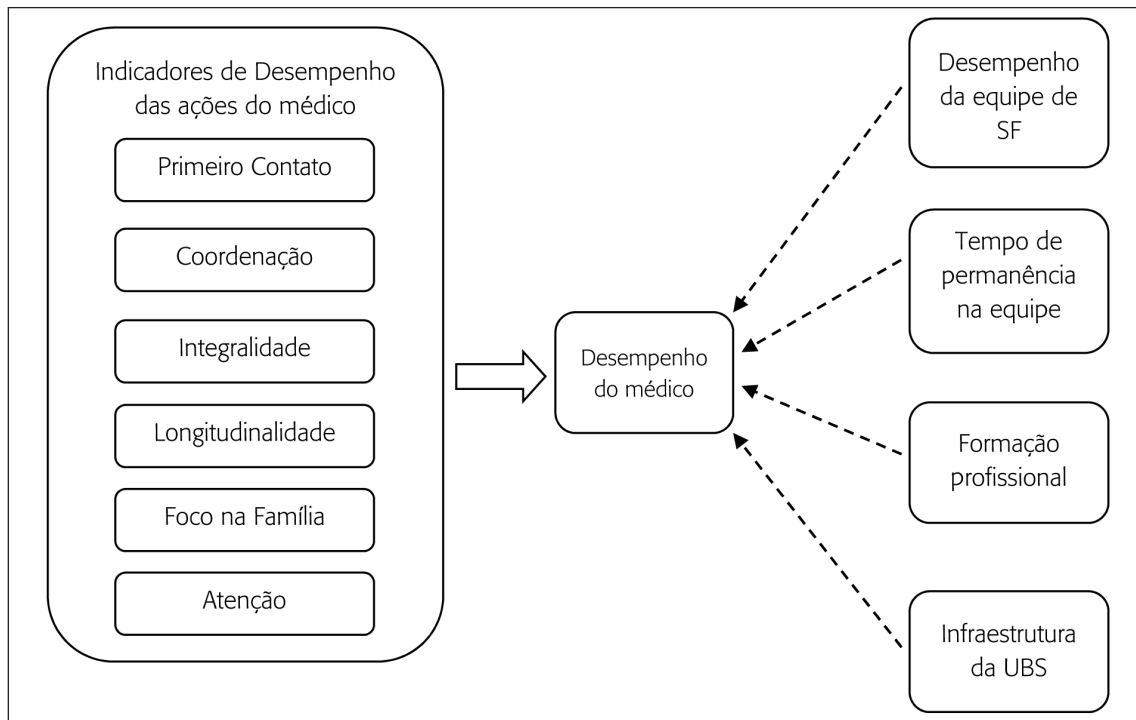 Indicadores de Desempenho
das ações do médico
Primeiro Contato
Coordenação
Integralidade
Longitudinalidade
Foco na Família
Atenção
Desempenho
do médico
Desempenho
da equipe de
SF
Tempo de
permanência
na equipe
Formação
profissional
Infraestrutura
da UBS